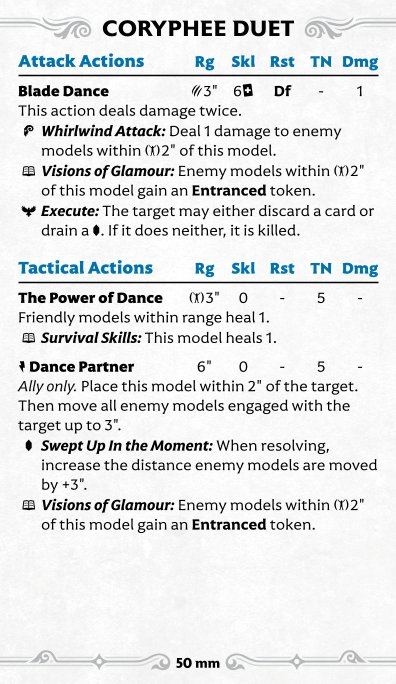 CORYPHEE DUET
Attack Actions Rg Skl Rst TN Dmg
Blade Dance 3" 6 Df - 1
This action deals damage twice.
Whirlwind Attack: Deal 1 damage to enemy
models within 2" of this model.
Visions of Glamour: Enemy models within 2"
of this model gain an Entranced token.
Execute: The target may either discard a card or
drain a . If it does neither, it is killed.
Tactical Actions Rg Skl Rst TN Dmg
The Power of Dance 3" 0 - 5 -
Friendly models within range heal 1.
Survival Skills: This model heals 1.
Dance Partner 6" 0 - 5 -
Ally only. Place this model within 2" of the target.
Then move all enemy models engaged with the
target up to 3".
Swept Up In the Moment: When resolving,
increase the distance enemy models are moved
by +3".
Visions of Glamour: Enemy models within 2"
of this model gain an Entranced token.
50 mm